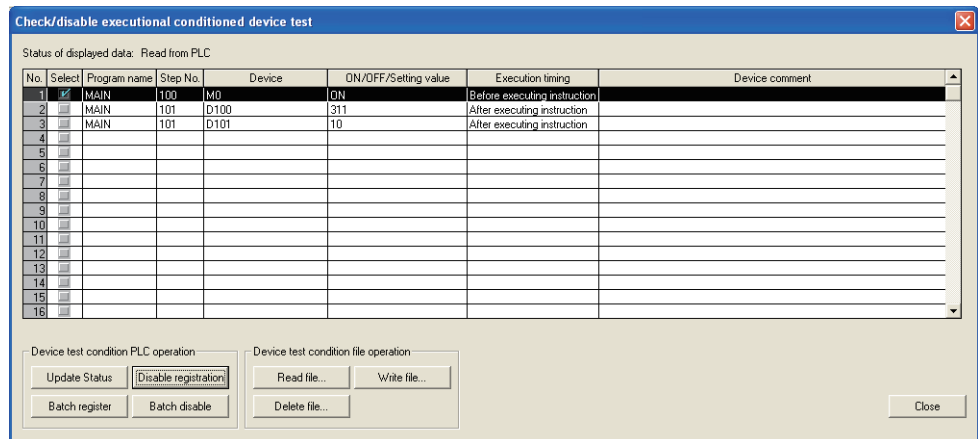 Check/disable executional conditioned device test
Status of displayed data: Read from PLC
No. Select Program name Step No. Device ON/OFF/Setting value Execution timing Device comment
1 MAIN 100 M0 ON Before executing instruction
2 MAIN 101 D100 311 After executing instruction
3 MAIN 101 D101 10 After executing instruction
4
5
6
7
8
9
10
11
12
13
14
15
16
Device test condition PLC operation Device test condition file operation
Update Status Disable registration Read file... Write file...
Batch register Batch disable Delete file... Close